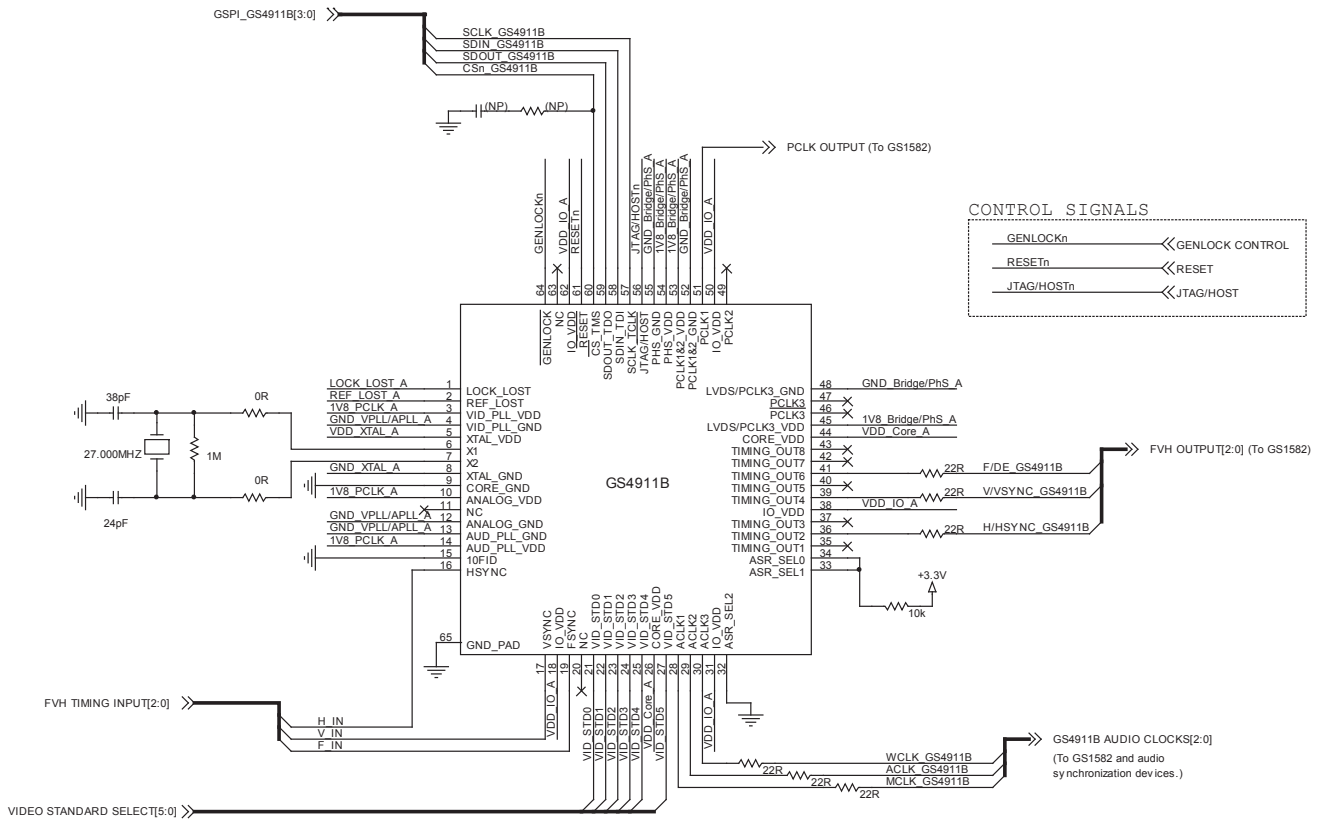 GSPI_GS4911B[3:0]
SCLK_GS4911B
SDIN_GS4911B
SDOUT_GS4911B
CSn_GS4911B
(NP)
(NP)
PCLK OUTPUT (To GS1582)
GENLOCKn
VDD_IO_A
RESETn
JTAG/HOSTn
GND_Bridge/PhS_A
1V8_Bridge/PhS_A
1V8_Bridge/PhS_A
GND_Bridge/PhS_A
VDD_IO_A
CONTROL SIGNALS
GENLOCKn
GENLOCK CONTROL
RESETn
RESET
JTAG/HOSTn
JTAG/HOST
64
63
62
61
60
59
58
57
56
55
54
53
52
51
50
49
GENLOCK
NC
IO_VDD
RESET
CS_TMS
SDOUT_TDO
SDIN_TDI
SCLK_TCLK
JTAG/HOST
PHS_GND
PHS_VDD
PCLK1&2_VDD
PCLK1&2_GND
PCLK1
IO_VDD
PCLK2
LOCK_LOST_A 1 LOCK_LOST
REF_LOST_A 2 REF_LOST
1V8_PCLK_A 3 VID_PLL_VDD
GND_VPLL/APLL_A 4 VID_PLL_GND
VDD_XTAL_A 5 XTAL_VDD
6 X1
7 X2
GND_XTAL_A 8 XTAL_GND
9 CORE_GND
1V8_PCLK_A 10 ANALOG_VDD
11 NC
GND_VPLL/APLL_A 12 ANALOG_GND
GND_VPLL/APLL_A 13 AUD_PLL_GND
1V8_PCLK_A 14 AUD_PLL_VDD
15 10FID
16 HSYNC
38pF
0R
27.000MHZ
1M
0R
24pF
GS4911B
LVDS/PCLK3_GND 48 GND_Bridge/PhS_A
PCLK3 47
PCLK3 46
LVDS/PCLK3_VDD 45 1V8_Bridge/PhS_A
CORE_VDD 44 VDD_Core_A
TIMING_OUT8 43
TIMING_OUT7 42
TIMING_OUT6 41 22R F/DE_GS4911B
TIMING_OUT5 40
TIMING_OUT4 39 22R V/VSYNC_GS4911B
IO_VDD 38 VDD_IO_A
TIMING_OUT3 37
TIMING_OUT2 36 22R H/HSYNC_GS4911B
TIMING_OUT1 35
ASR_SEL0 34
ASR_SEL1 33
FVH OUTPUT[2:0] (To GS1582)
+3.3V
10k
65 GND_PAD
VSYNC
IO_VDD
FSYNC
NC
VID_STD0
VID_STD1
VID_STD2
VID_STD3
VID_STD4
CORE_VDD
VID_STD5
ACLK1
ACLK2
ACLK3
IO_VDD
ASR_SEL2
17
18
19
20
21
22
23
24
25
26
27
28
29
30
31
32
VDD_IO_A
VID_STD0
VID_STD1
VID_STD2
VID_STD3
VID_STD4
VDD_Core_A
VID_STD5
VDD_IO_A
FVH TIMING INPUT[2:0]
H_IN
V_IN
F_IN
22R WCLK_GS4911B
22R ACLK_GS4911B
22R MCLK_GS4911B
GS4911B AUDIO CLOCKS[2:0]
(To GS1582 and audio
synchronization devices.)
VIDEO STANDARD SELECT[5:0]